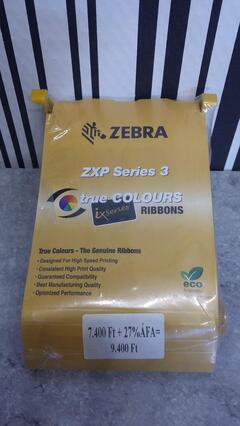 ZEBRA
ZXP Series 3
true COLOURS
ix Series
RIBBONS
True Colours - The Genuine Ribbons
• Designed For High Speed Printing
• Consistent High Print Quality
• Guaranteed Compatibility
• Best Manufacturing Quality
• Optimized Performance
eco
7.400 Ft + 27%ÁFA=
9.400 Ft